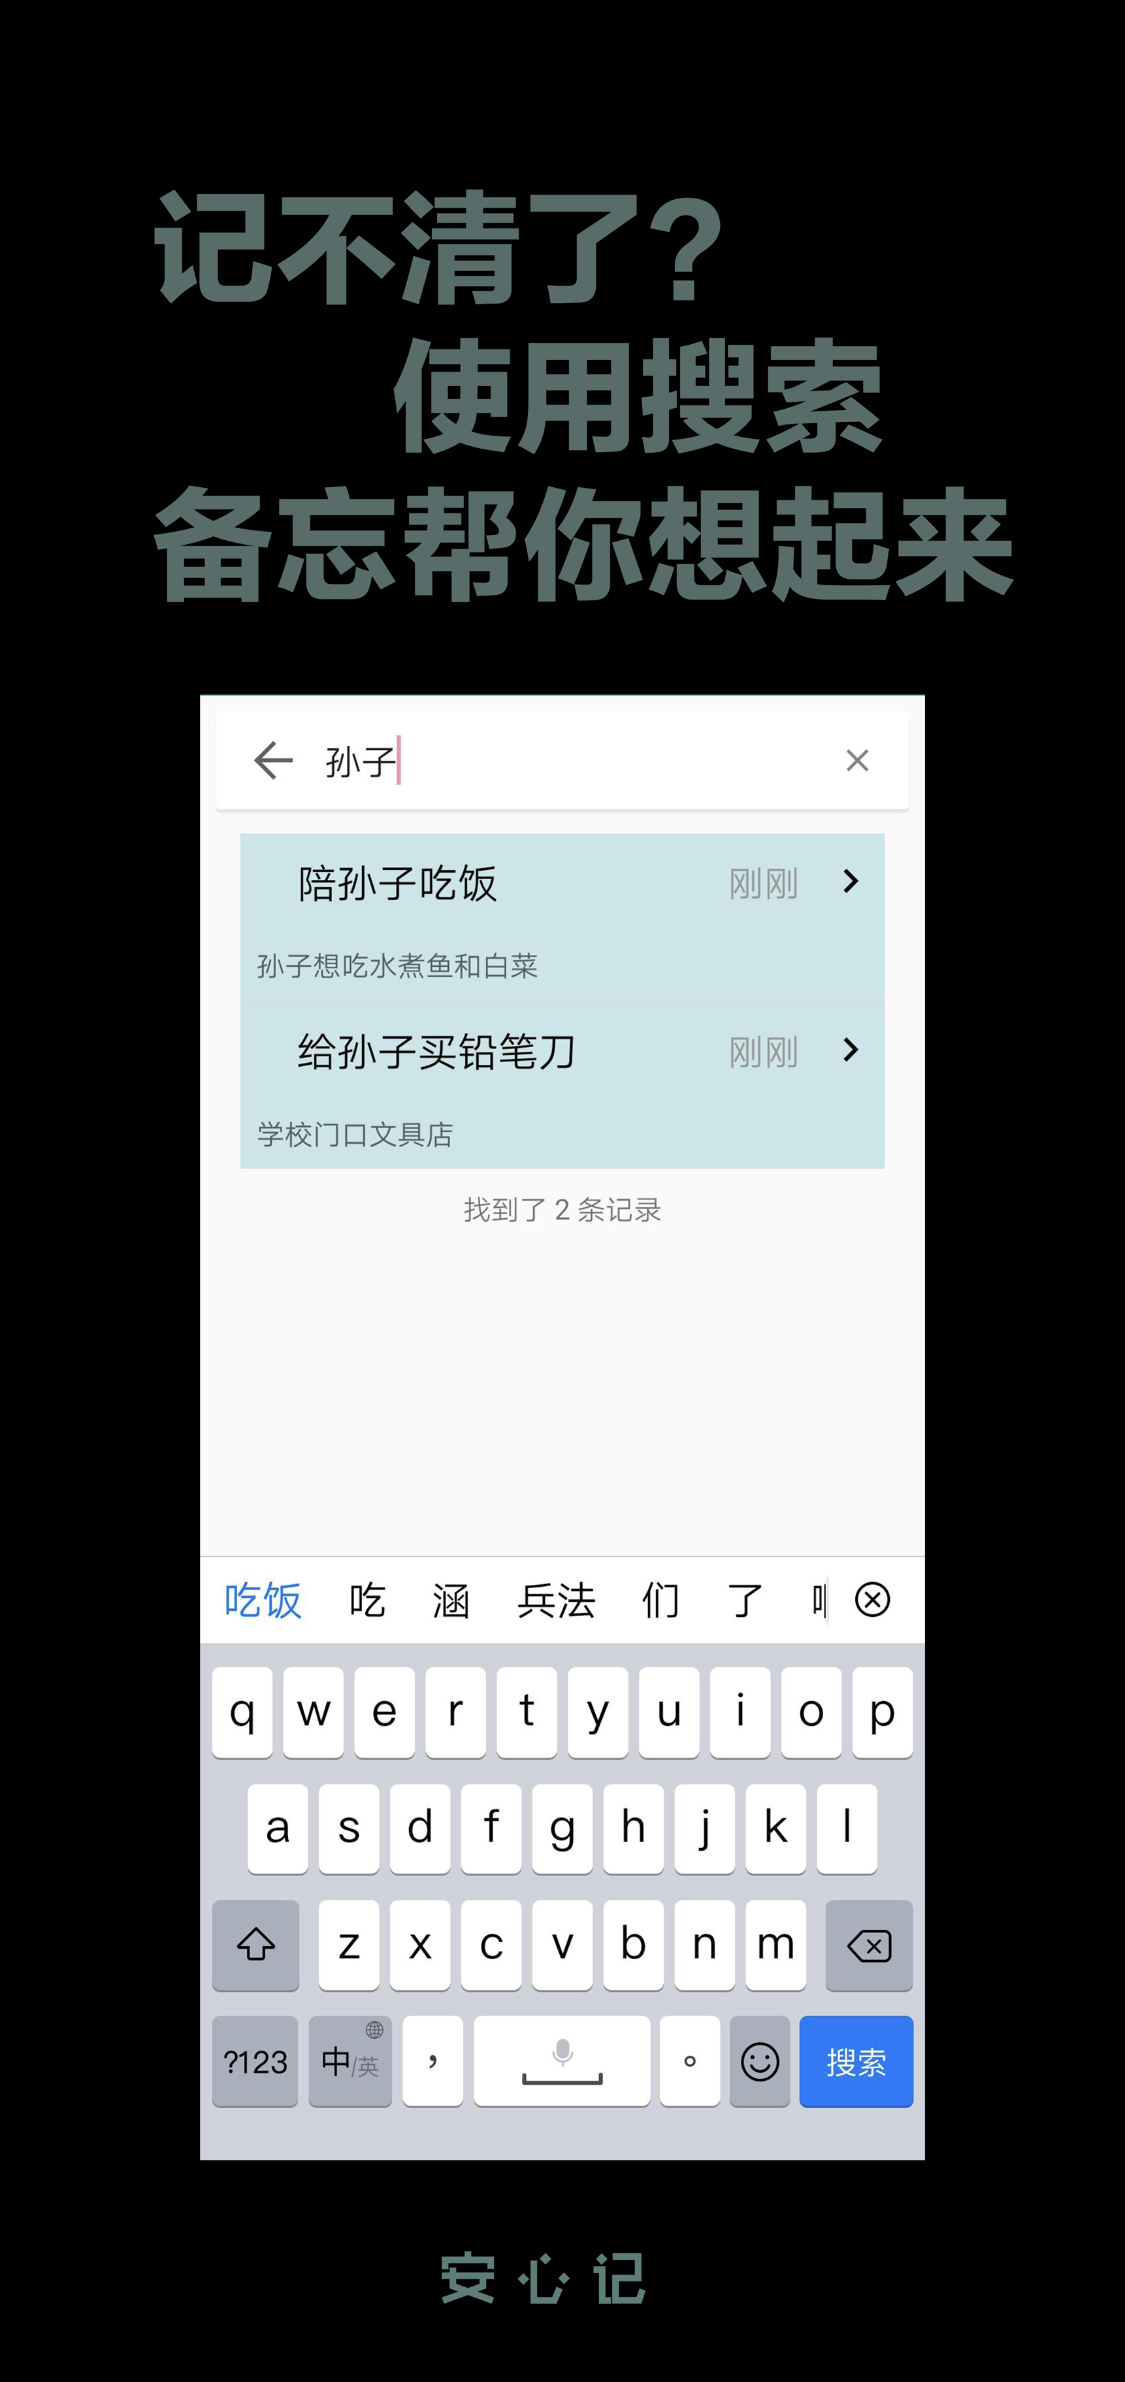 记不清了?
使用搜索
备忘帮你想起来
孙子
陪孙子吃饭 刚刚
孙子想吃水煮鱼和白菜
给孙子买铅笔刀 刚刚
学校门口文具店
找到了 2 条记录
吃饭 吃 涵 兵法 们 了
q w e r t y u i o p
a s d f g h j k l
z x c v b n m
?123 中/英 , 。 搜索
安心记